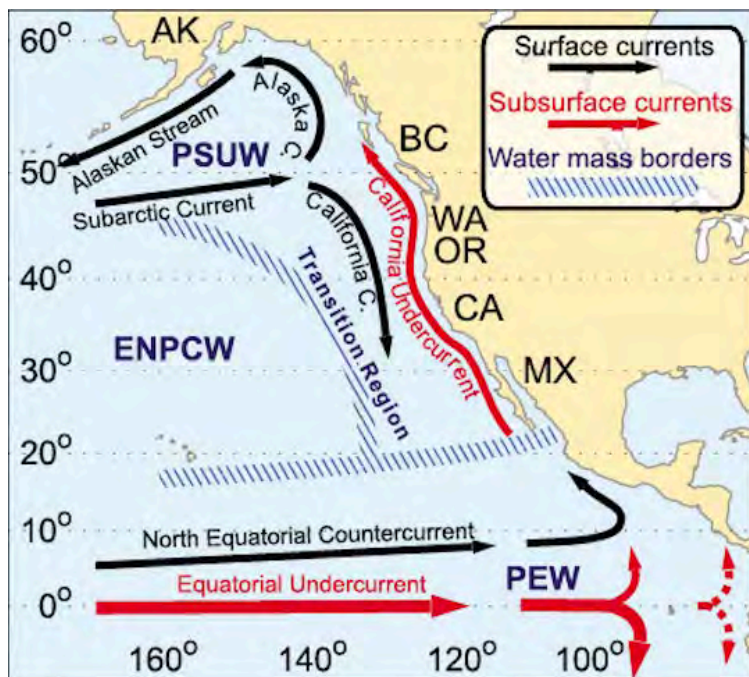 60°
AK
Surface currents
Subsurface currents
Water mass borders
Alaska C.
Alaskan Stream
PSUW
BC
50°
Subarctic Current
California C.
California Undercurrent
WA
OR
Transition Region
40°
CA
ENPCW
30°
MX
20°
10°
North Equatorial Countercurrent
Equatorial Undercurrent
PEW
0°
160°
140°
120°
100°